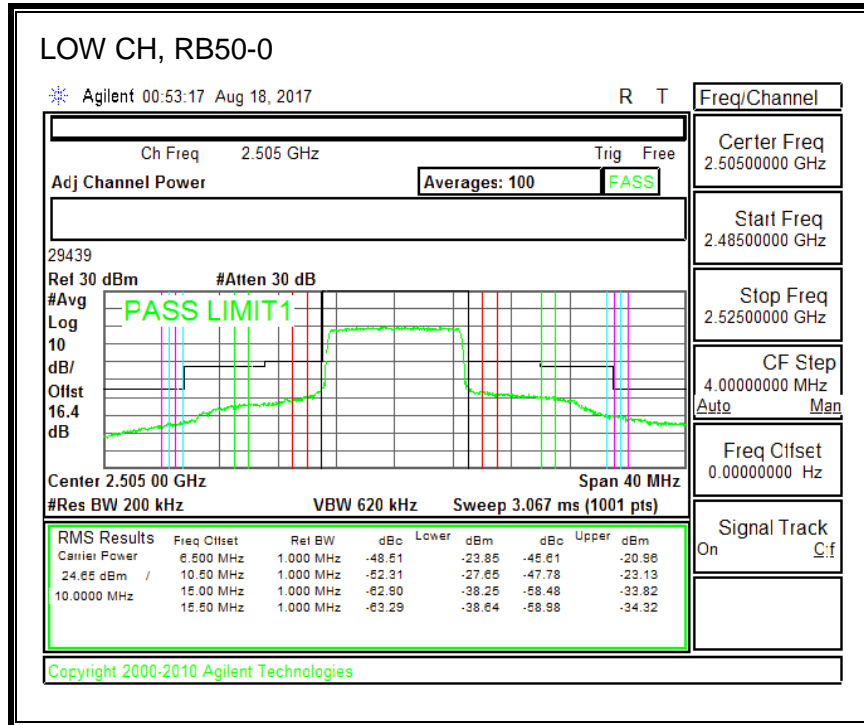 LOW CH, RB50-0
Agilent 00:53:17 Aug 18, 2017 R T
Ch Freq 2.505 GHz Trig Free
Adj Channel Power Averages: 100 PASS
29439
Ref 30 dBm #Atten 30 dB
#Avg
Log
10
dB/
Offst
16.4
dB
PASS LIMIT1
Center 2.505 00 GHz Span 40 MHz
#Res BW 200 kHz VBW 620 kHz Sweep 3.067 ms (1001 pts)
RMS Results Freq Offset Ref BW dBc Lower dBm dBc Upper dBm
Carrier Power 6.500 MHz 1.000 MHz -48.51 -23.85 -45.61 -20.96
24.65 dBm / 10.50 MHz 1.000 MHz -52.31 -27.65 -47.78 -23.13
10.0000 MHz 15.00 MHz 1.000 MHz -62.90 -38.25 -58.48 -33.82
15.50 MHz 1.000 MHz -63.29 -38.64 -58.98 -34.32
Copyright 2000-2010 Agilent Technologies
Freq/Channel
Center Freq
2.50500000 GHz
Start Freq
2.48500000 GHz
Stop Freq
2.52500000 GHz
CF Step
4.00000000 MHz
Auto Man
Freq Offset
0.00000000 Hz
Signal Track
On Off